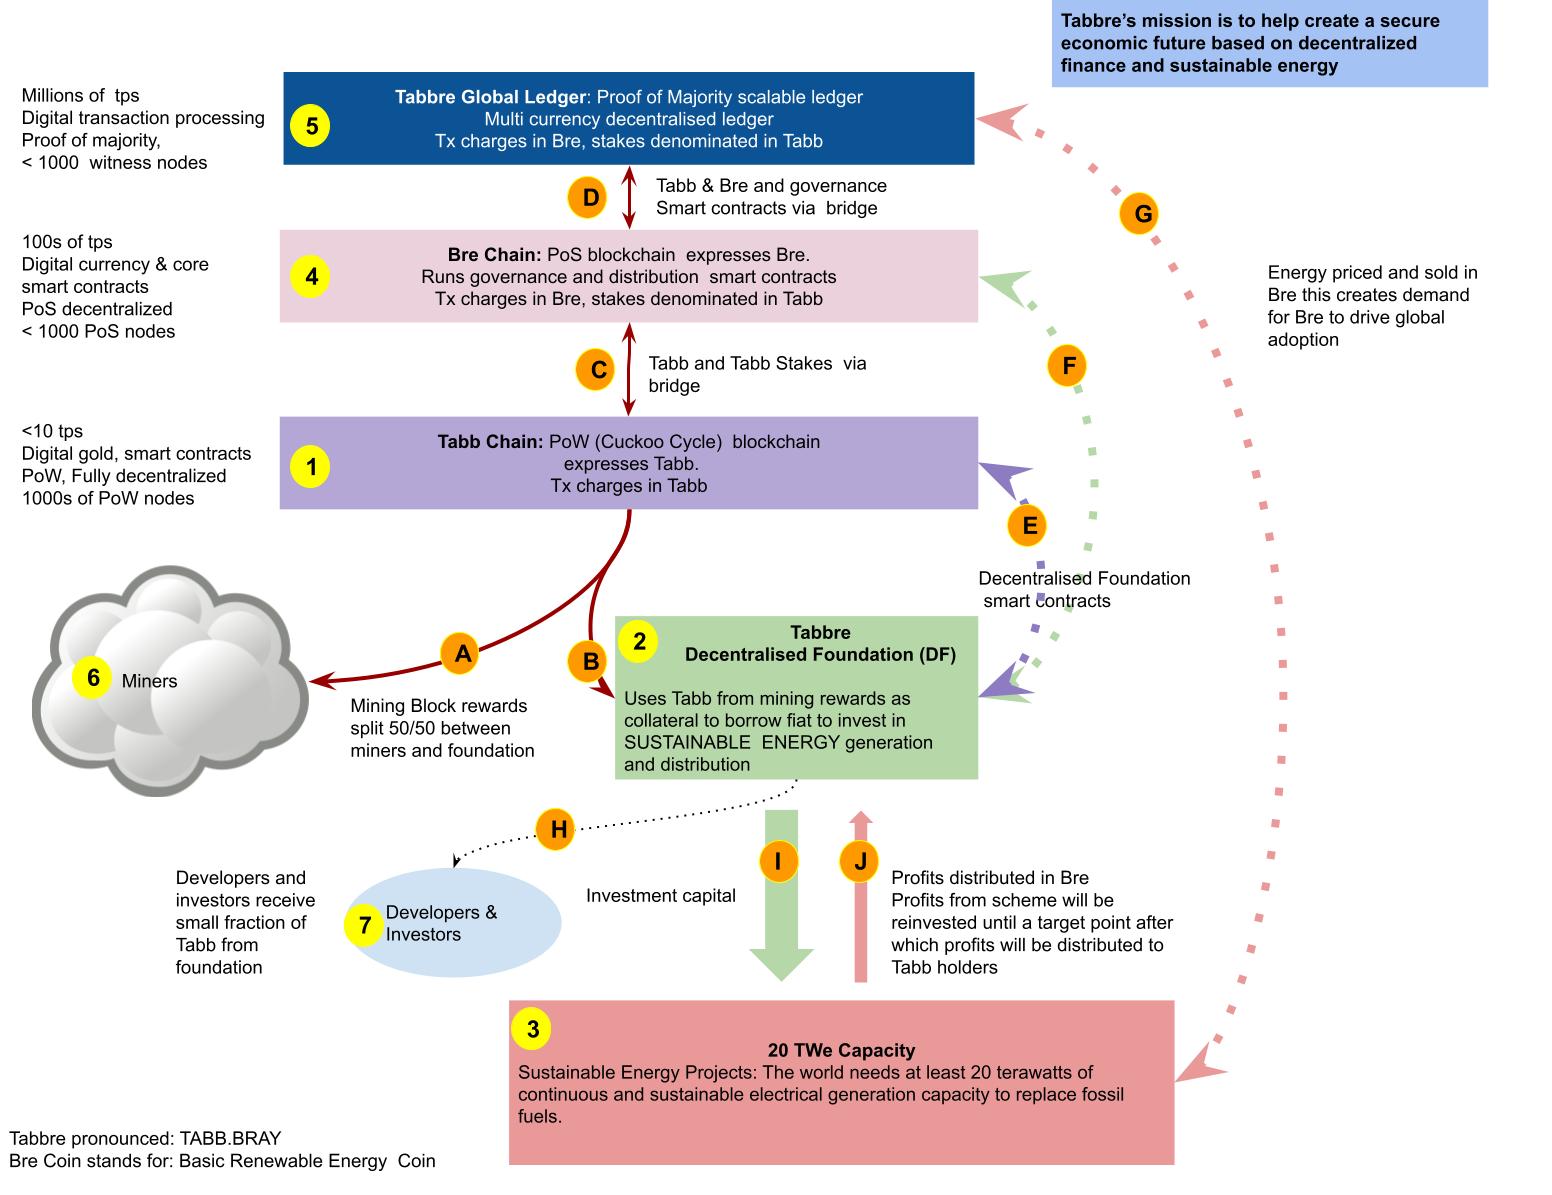 Tabbre's mission is to help create a secure
economic future based on decentralized
finance and sustainable energy
Millions of tps
Digital transaction processing
Proof of majority,
< 1000 witness nodes
5
Tabbre Global Ledger: Proof of Majority scalable ledger
Multi currency decentralised ledger
Tx charges in Bre, stakes denominated in Tabb
D
Tabb & Bre and governance
Smart contracts via bridge
G
100s of tps
Digital currency & core
smart contracts
PoS decentralized
< 1000 PoS nodes
4
Bre Chain: PoS blockchain expresses Bre.
Runs governance and distribution smart contracts
Tx charges in Bre, stakes denominated in Tabb
Energy priced and sold in
Bre this creates demand
for Bre to drive global
adoption
C
Tabb and Tabb Stakes via
bridge
F
<10 tps
Digital gold, smart contracts
PoW, Fully decentralized
1000s of PoW nodes
1
Tabb Chain: PoW (Cuckoo Cycle) blockchain
expresses Tabb.
Tx charges in Tabb
E
Decentralised Foundation
smart contracts
6
Miners
A
B
Mining Block rewards
split 50/50 between
miners and foundation
2
Tabbre
Decentralised Foundation (DF)
Uses Tabb from mining rewards as
collateral to borrow fiat to invest in
SUSTAINABLE ENERGY generation
and distribution
H
I
J
Developers and
investors receive
small fraction of
Tabb from
foundation
7
Developers &
Investors
Investment capital
Profits distributed in Bre
Profits from scheme will be
reinvested until a target point after
which profits will be distributed to
Tabb holders
3
20 TWe Capacity
Sustainable Energy Projects: The world needs at least 20 terawatts of
continuous and sustainable electrical generation capacity to replace fossil
fuels.
Tabbre pronounced: TABB.BRAY
Bre Coin stands for: Basic Renewable Energy Coin